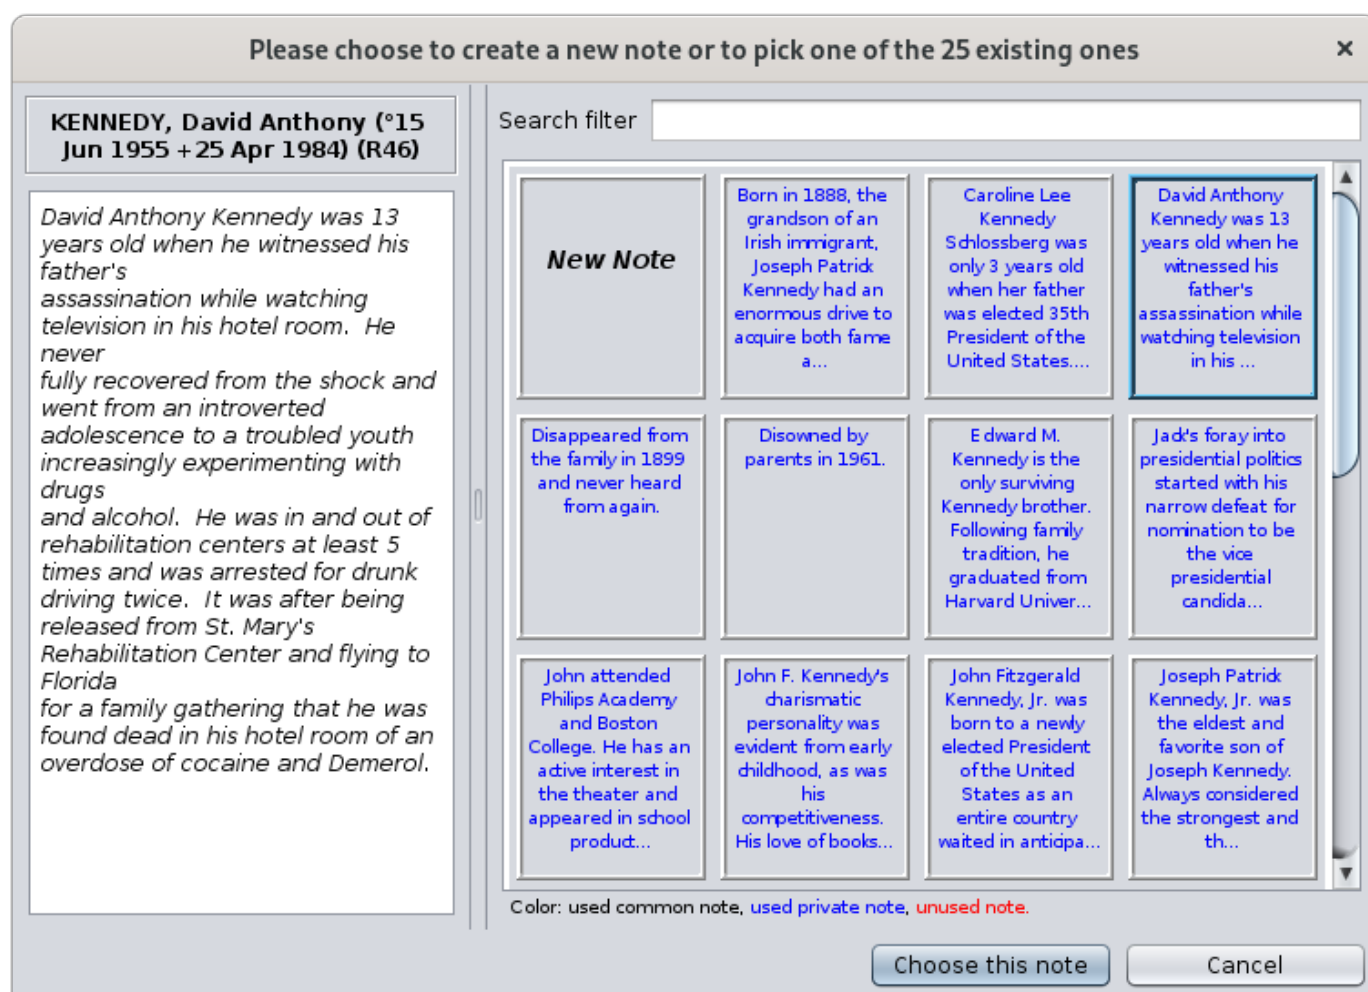 Please choose to create a new note or to pick one of the 25 existing ones
KENNEDY, David Anthony (°15
Jun 1955 +25 Apr 1984) (R46)
David Anthony Kennedy was 13
years old when he witnessed his
father's
assassination while watching
television in his hotel room.  He
never
fully recovered from the shock and
went from an introverted
adolescence to a troubled youth
increasingly experimenting with
drugs
and alcohol.  He was in and out of
rehabilitation centers at least 5
times and was arrested for drunk
driving twice.  It was after being
released from St. Mary's
Rehabilitation Center and flying to
Florida
for a family gathering that he was
found dead in his hotel room of an
overdose of cocaine and Demerol.
Search filter
New Note
Born in 1888, the
grandson of an
Irish immigrant,
Joseph Patrick
Kennedy had an
enormous drive to
acquire both fame
a...
Caroline Lee
Kennedy
Schlossberg was
only 3 years old
when her father
was elected 35th
President of the
United States....
David Anthony
Kennedy was 13
years old when he
witnessed his
father's
assassination while
watching television
in his ...
Disappeared from
the family in 1899
and never heard
from again.
Disowned by
parents in 1961.
Edward M.
Kennedy is the
only surviving
Kennedy brother.
Following family
tradition, he
graduated from
Harvard Univer...
Jack's foray into
presidential politics
started with his
narrow defeat for
nomination to be
the vice
presidential
candida...
John attended
Philips Academy
and Boston
College. He has an
active interest in
the theater and
appeared in school
product...
John F. Kennedy's
charismatic
personality was
evident from early
childhood, as was
his
competitiveness.
His love of books...
John Fitzgerald
Kennedy, Jr. was
born to a newly
elected President
of the United
States as an
entire country
waited in anticipa...
Joseph Patrick
Kennedy, Jr. was
the eldest and
favorite son of
Joseph Kennedy.
Always considered
the strongest and
th...
Color: used common note, used private note, unused note.
Choose this note
Cancel